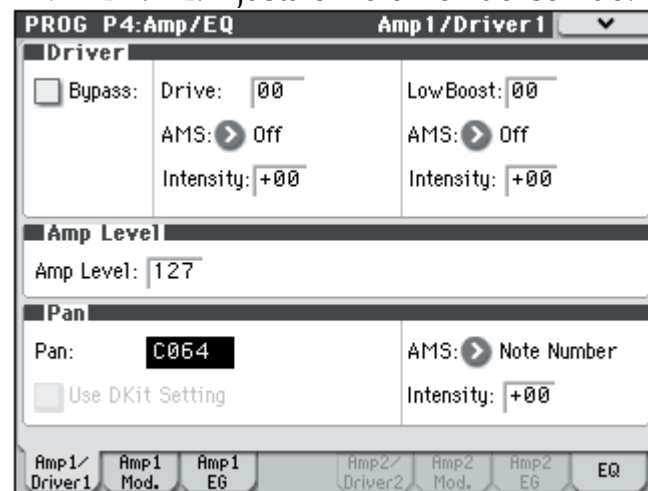 PROG P4:Amp/EQ Amp1/Driver1
Driver
Bypass: Drive: 00 LowBoost: 00
AMS: Off AMS: Off
Intensity: +00 Intensity: +00
Amp Level
Amp Level: 127
Pan
Pan: C064 AMS: Note Number
Use DKit Setting Intensity: +00
Amp1/ Driver1 Amp1 Mod. Amp1 EG Amp2/ Driver2 Amp2 Mod. Amp2 EG EQ